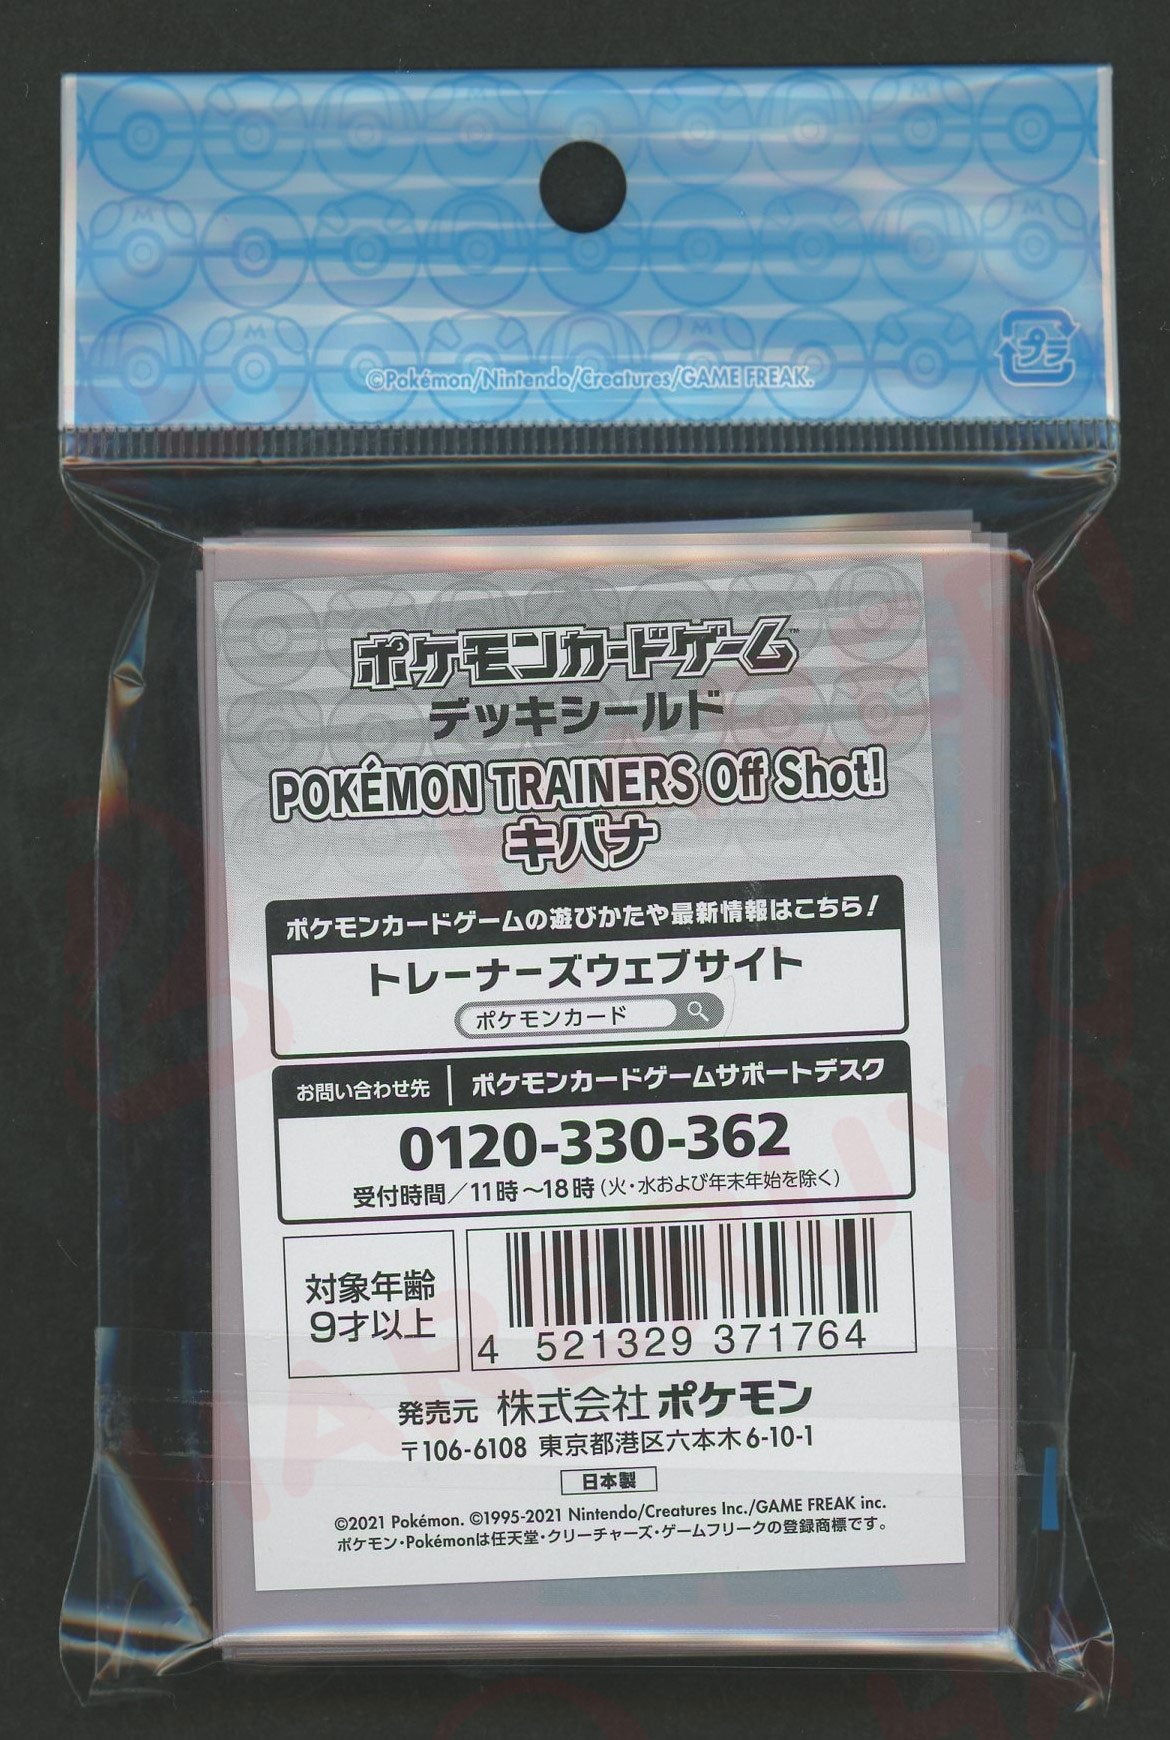 ©Pokémon/Nintendo/Creatures/GAME FREAK.
プラ
ポケモンカードゲーム™
デッキシールド
POKÉMON TRAINERS Off Shot!
キバナ
ポケモンカードゲームの遊びかたや最新情報はこちら!
トレーナーズウェブサイト
ポケモンカード
お問い合わせ先 ポケモンカードゲームサポートデスク
0120-330-362
受付時間/11時~18時(火・水および年末年始を除く)
対象年齢
9才以上
4 521329 371764
発売元 株式会社ポケモン
〒106-6108 東京都港区六本木6-10-1
日本製
©2021 Pokémon. ©1995-2021 Nintendo/Creatures Inc./GAME FREAK inc.
ポケモン・Pokémonは任天堂・クリーチャーズ・ゲームフリークの登録商標です。